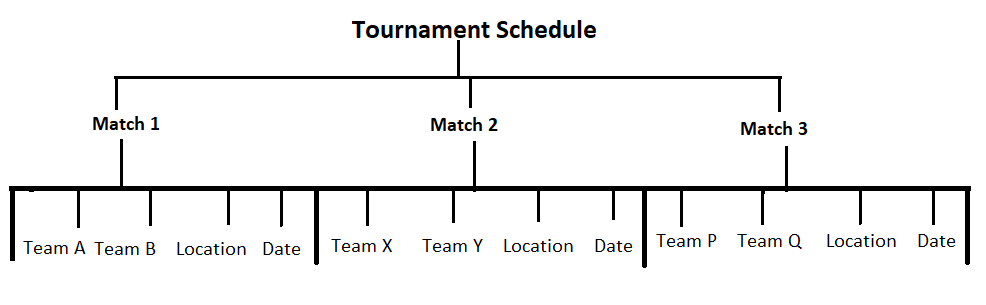 Tournament Schedule
Match 1 Match 2 Match 3
Team A Team B Location Date Team X Team Y Location Date Team P Team Q Location Date